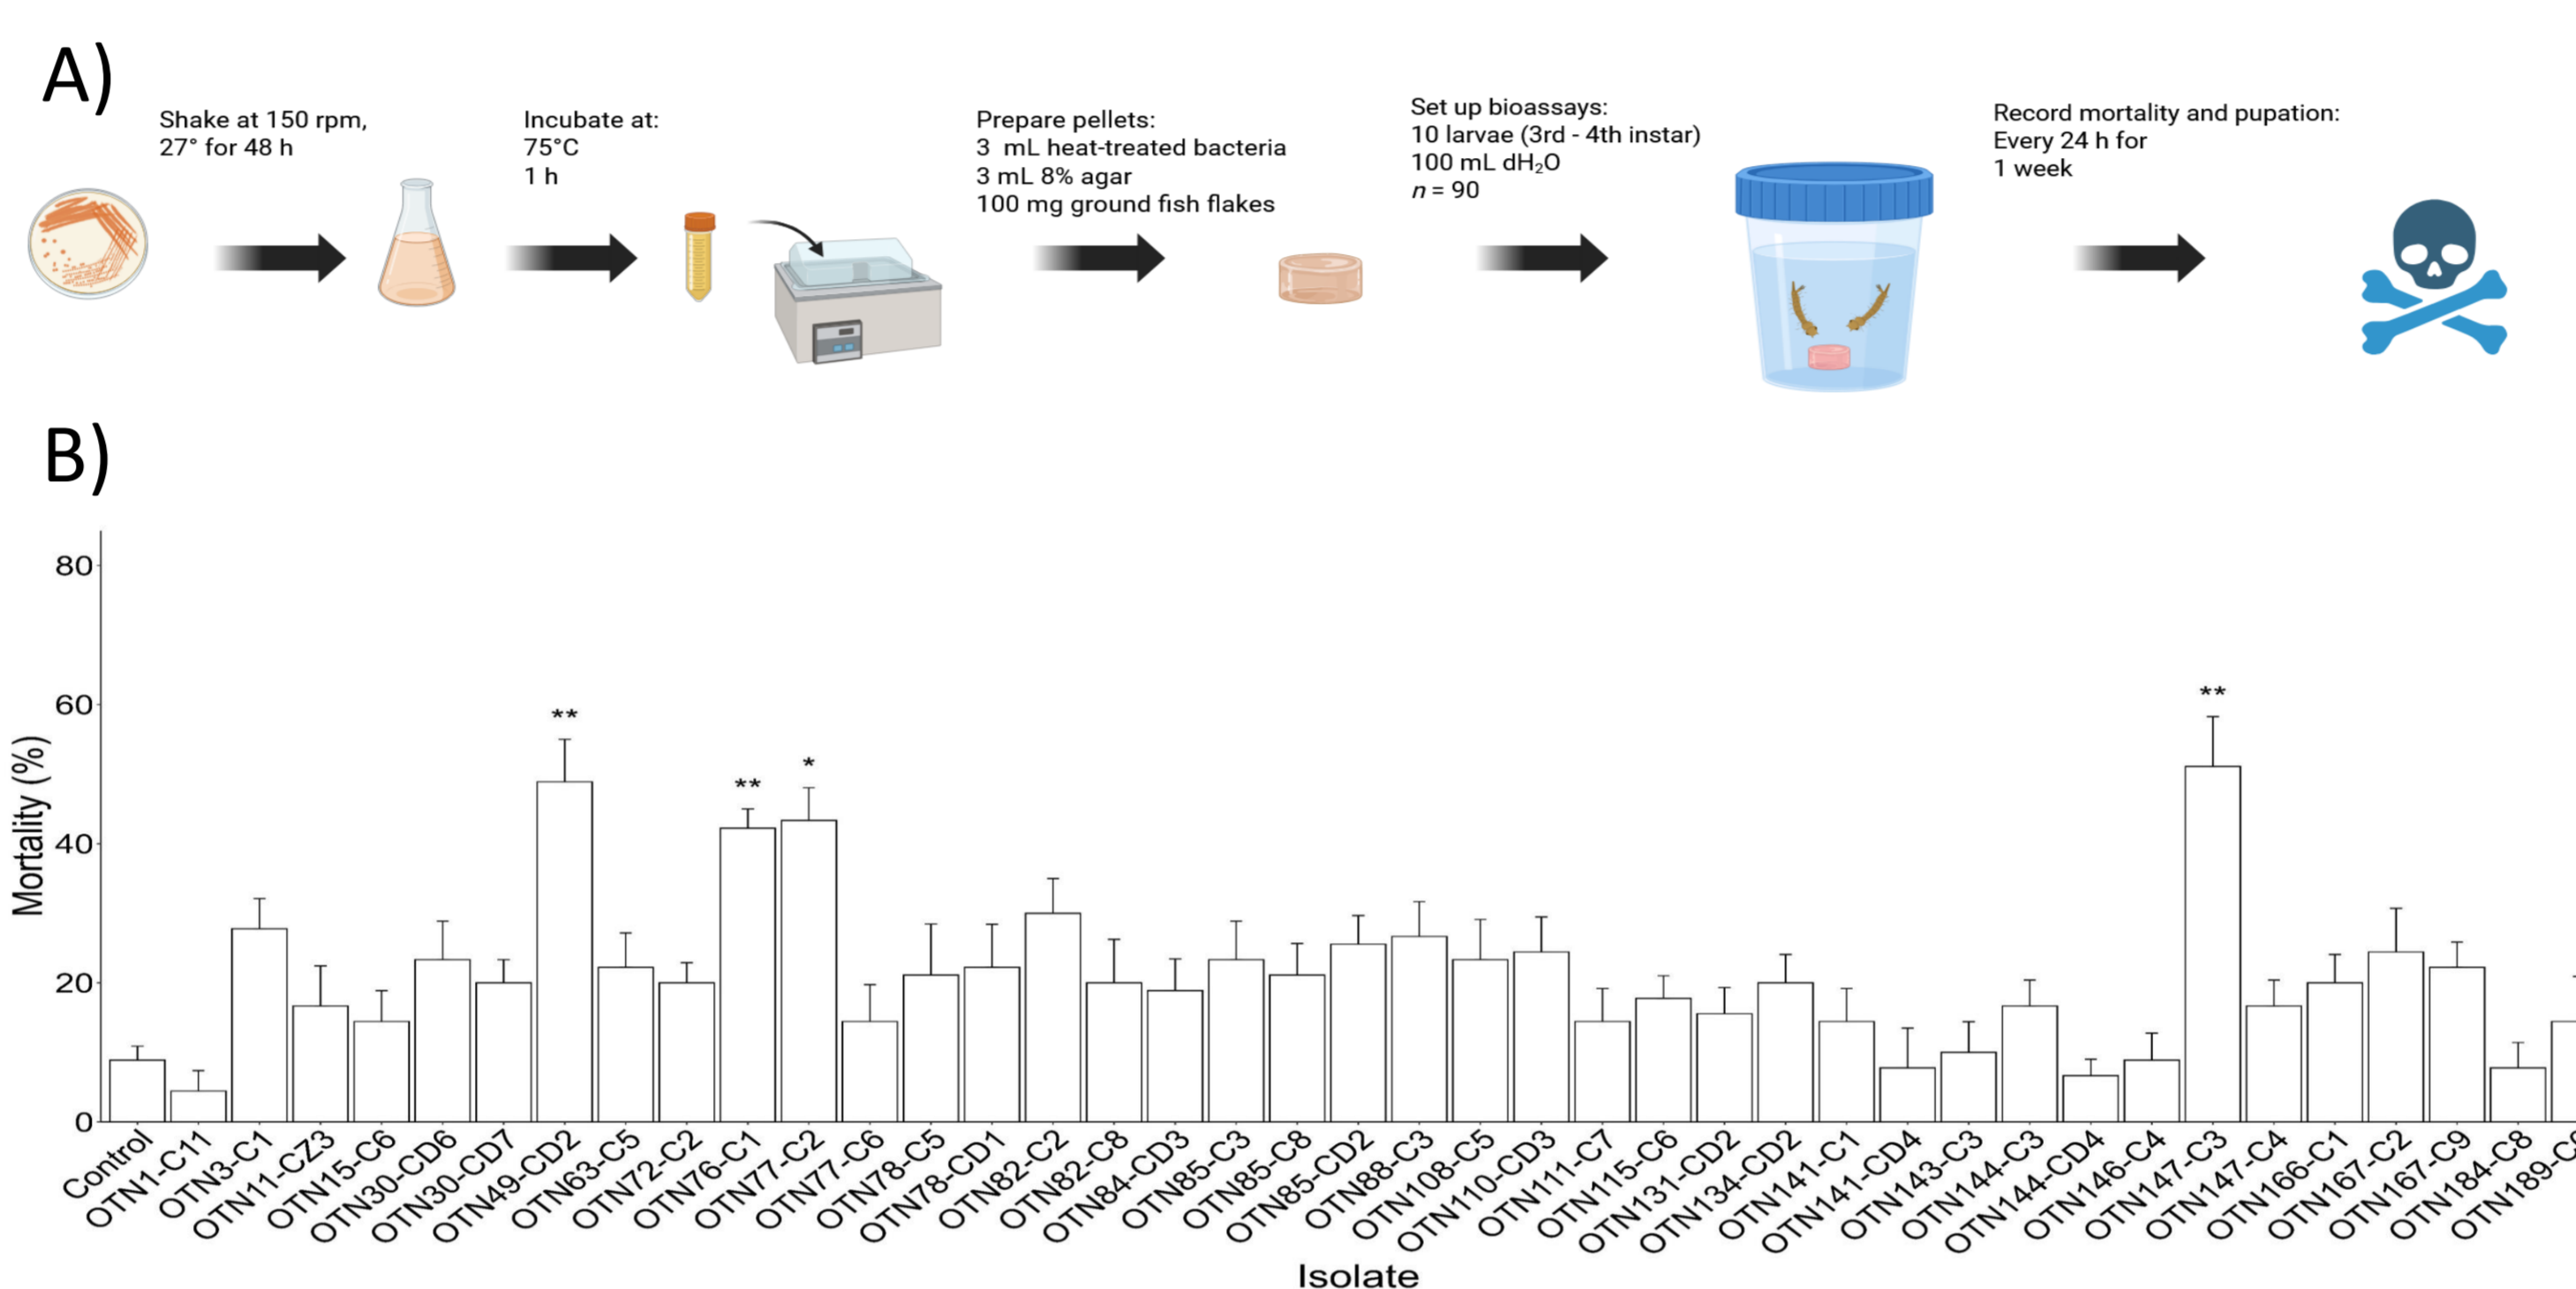 A)
Shake at 150 rpm,
27° for 48 h
Incubate at:
75°C
1 h
Prepare pellets:
3 mL heat-treated bacteria
3 mL 8% agar
100 mg ground fish flakes
Set up bioassays:
10 larvae (3rd - 4th instar)
100 mL dH₂O
n = 90
Record mortality and pupation:
Every 24 h for
1 week
B)
Mortality (%)
80
60
40
20
0
**
**
*
**
Control
OTN1-C11
OTN3-C1
OTN11-CZ3
OTN15-C6
OTN30-CD6
OTN30-CD7
OTN49-CD2
OTN63-C5
OTN72-C2
OTN76-C1
OTN77-C2
OTN77-C6
OTN78-C5
OTN78-CD1
OTN82-C2
OTN82-C8
OTN84-CD3
OTN85-C3
OTN85-C8
OTN85-CD2
OTN88-C3
OTN108-C5
OTN110-CD3
OTN111-C7
OTN115-C6
OTN131-CD2
OTN134-CD2
OTN141-C1
OTN141-CD4
OTN143-C3
OTN144-C3
OTN144-CD4
OTN146-C4
OTN147-C3
OTN147-C4
OTN166-C1
OTN167-C2
OTN167-C9
OTN184-C8
Isolate